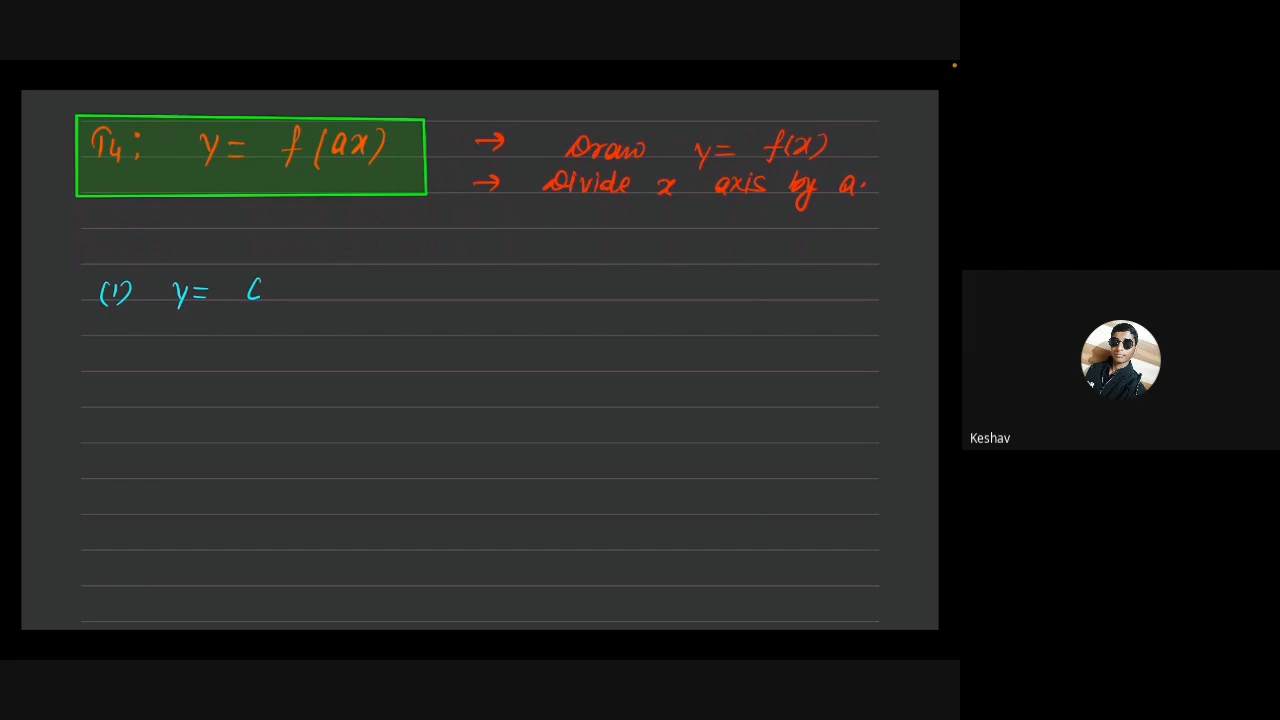 T4: y = f(ax) → Draw y = f(x)
→ Divide x axis by a.
(1) y = C
Keshav